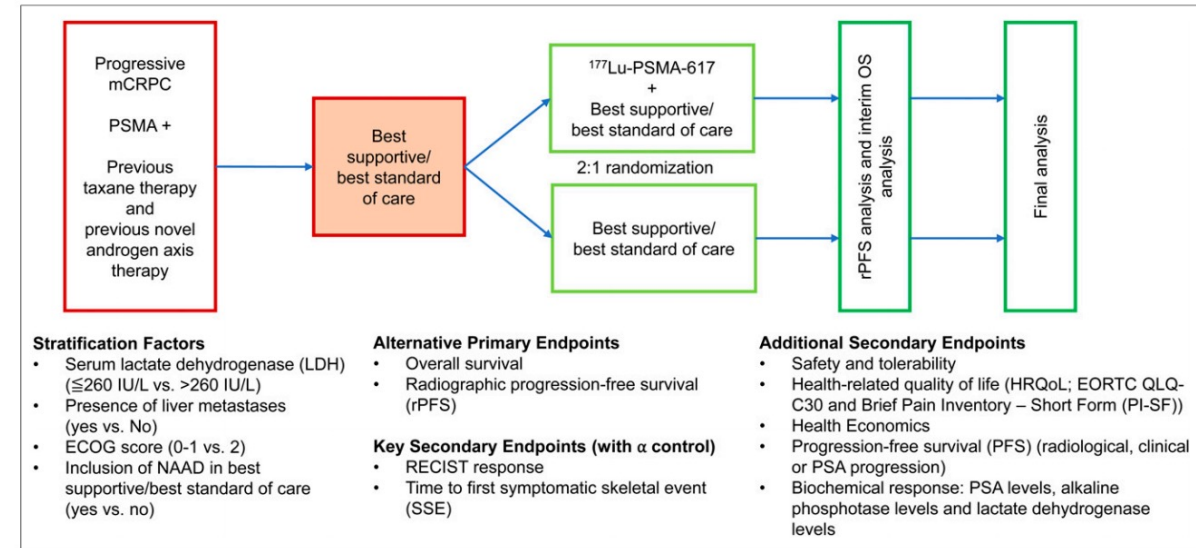 Progressive
mCRPC
PSMA +
Previous
taxane therapy
and
previous novel
androgen axis
therapy
Best
supportive/
best standard
of care
¹⁷⁷Lu-PSMA-617
+
Best supportive/
best standard of care
2:1 randomization
Best supportive/
best standard of care
rPFS analysis and interim OS
analysis
Final analysis
Stratification Factors
• Serum lactate dehydrogenase (LDH)
(≦260 IU/L vs. >260 IU/L)
• Presence of liver metastases
(yes vs. No)
• ECOG score (0-1 vs. 2)
• Inclusion of NAAD in best
supportive/best standard of care
(yes vs. no)
Alternative Primary Endpoints
• Overall survival
• Radiographic progression-free survival
(rPFS)
Key Secondary Endpoints (with α control)
• RECIST response
• Time to first symptomatic skeletal event
(SSE)
Additional Secondary Endpoints
• Safety and tolerability
• Health-related quality of life (HRQoL; EORTC QLQ-
C30 and Brief Pain Inventory – Short Form (PI-SF))
• Health Economics
• Progression-free survival (PFS) (radiological, clinical
or PSA progression)
• Biochemical response: PSA levels, alkaline
phosphotase levels and lactate dehydrogenase
levels